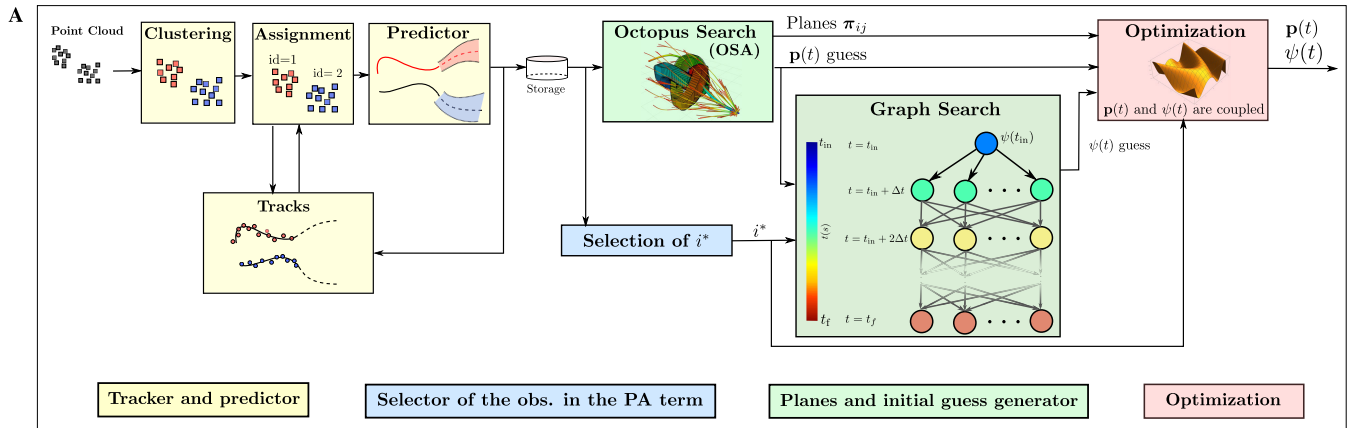 A
Point Cloud
Clustering
Assignment
id=1
id= 2
Predictor
Storage
Tracks
Octopus Search
(OSA)
Planes π_ij
p(t) guess
Selection of i*
i*
Graph Search
t_in
t(s)
t_f
t = t_in
ψ(t_in)
t = t_in + Δt
t = t_in + 2Δt
t = t_f
ψ(t) guess
Optimization
p(t) and ψ(t) are coupled
p(t)
ψ(t)
Tracker and predictor
Selector of the obs. in the PA term
Planes and initial guess generator
Optimization